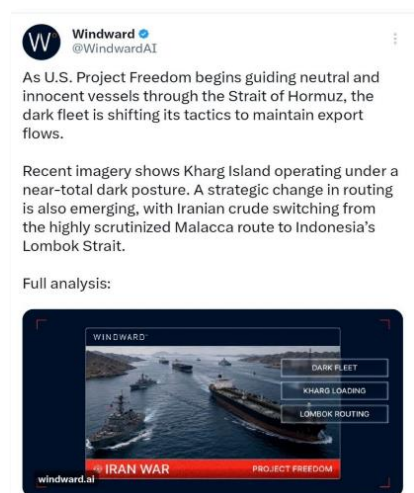 Windward
@WindwardAI
As U.S. Project Freedom begins guiding neutral and
innocent vessels through the Strait of Hormuz, the
dark fleet is shifting its tactics to maintain export
flows.
Recent imagery shows Kharg Island operating under a
near-total dark posture. A strategic change in routing
is also emerging, with Iranian crude switching from
the highly scrutinized Malacca route to Indonesia's
Lombok Strait.
Full analysis:
WINDWARD
DARK FLEET
KHARG LOADING
LOMBOK ROUTING
IRAN WAR
PROJECT FREEDOM
windward.ai